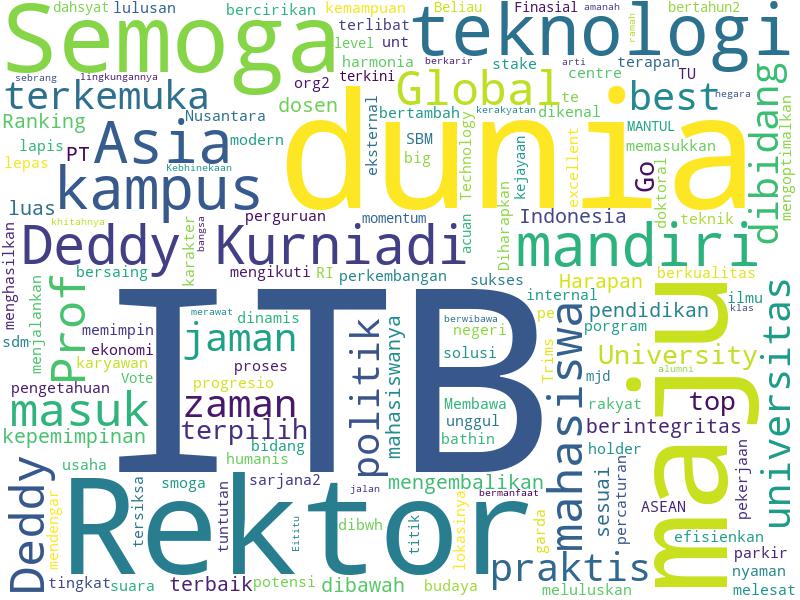 dahsyat lulusan
bercirikan kemampuan Beliau Finasial amanah bertahun2
Semoga
terlibat
teknologi
ramah
level unt
harmonia
berkarir arti terapan
sebrang lingkungannya
org2 terkini
stake centre TU
terkemuka
dosen
Global te best negara
Ranking
Nusantara
eksternal
bertambah kerakyatan dikenal
dibidang
mengoptimalkan
Asia
modern
SBM
Technology
MANTUL
dunia
lapis PT
big
kejayaan
excellent
memasukkan
lepas
Kebhinekaan
Go
doktoral
kampus
luas
khitahnya
perguruan
momentum
acuan
Diharapkan
Indonesia
teknik
menghasilkan
Deddy Kurniadi
bangsa
karakter
mandiri
bersaing
mengikuti RI perkembangan sukses
Harapan berkualitas
menjalankan
Prof
merawat
internal
pe
pendidikan
ilmu
klas
memimpin
dinamis
politik
mahasiswanya
berwibawa
negeri
porgram
sdm ekonomi
jaman
solusi
Trims
mahasiswa
University
universitas
karyawan
Vote
proses
progresio
mjd
alumni
pengetahuan
ITB
maju
masuk
zaman
Membawa
rakyat
top
kepemimpinan
terpilih
unggul
berintegritas
bidang
bathin
usaha
humanis
holder
Deddy
mendengar
tersiksa
smoga
tuntutan
sarjana2
jalan
mengembalikan
bermanfaat
lokasinya
garda
sesuai
percaturan
ASEAN
pekerjaan
Rektor
Eititu
dibwh
titik
efisienkan
parkir
praktis
nyaman
tingkat suara terbaik potensi dibawah budaya
meluluskan
melesat